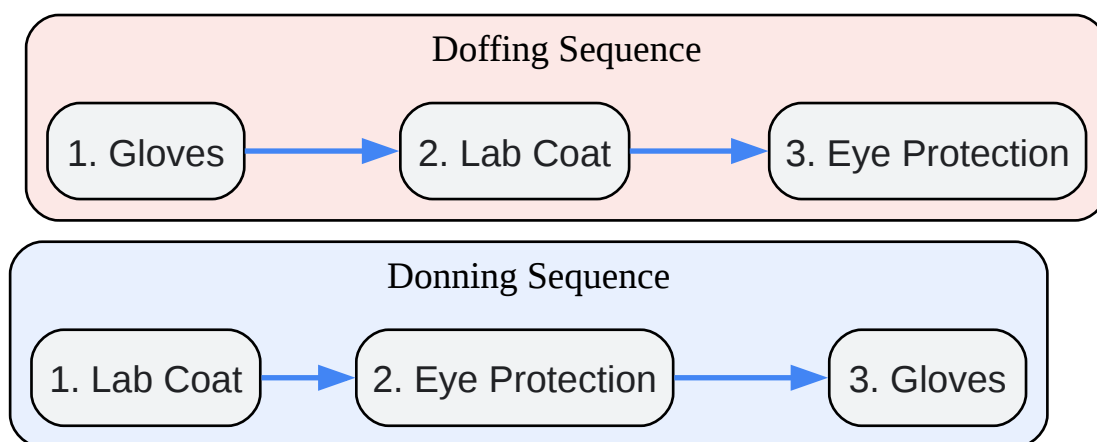 Doffing Sequence
1. Gloves
2. Lab Coat
3. Eye Protection
Donning Sequence
1. Lab Coat
2. Eye Protection
3. Gloves